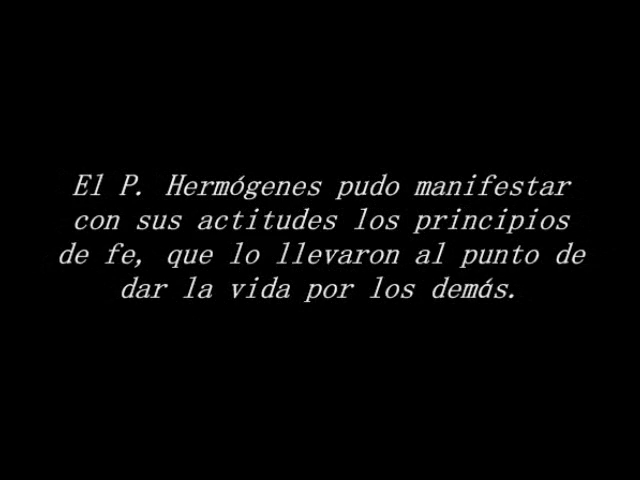 El P. Hermógenes pudo manifestar
con sus actitudes los principios
de fe, que lo llevaron al punto de
dar la vida por los demás.